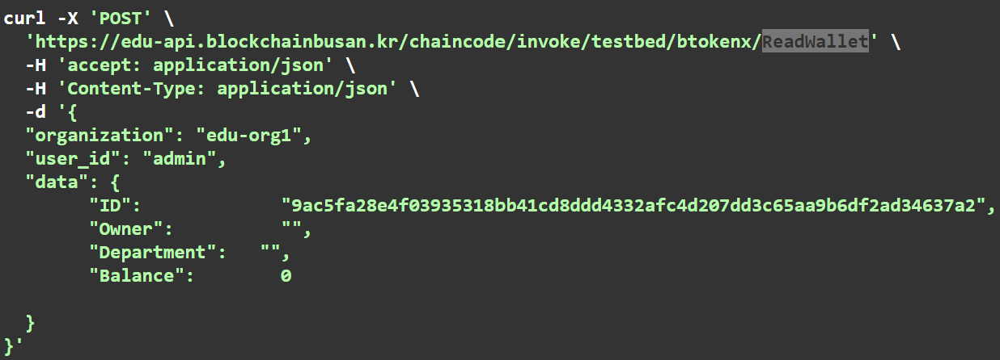 curl -X 'POST' \
  'https://edu-api.blockchainbusan.kr/chaincode/invoke/testbed/btokenx/ReadWallet' \
  -H 'accept: application/json' \
  -H 'Content-Type: application/json' \
  -d '{
  "organization": "edu-org1",
  "user_id": "admin",
  "data": {
        "ID":             "9ac5fa28e4f03935318bb41cd8ddd4332afc4d207dd3c65aa9b6df2ad34637a2",
        "Owner":          "",
        "Department":   "",
        "Balance":        0
  }
}'